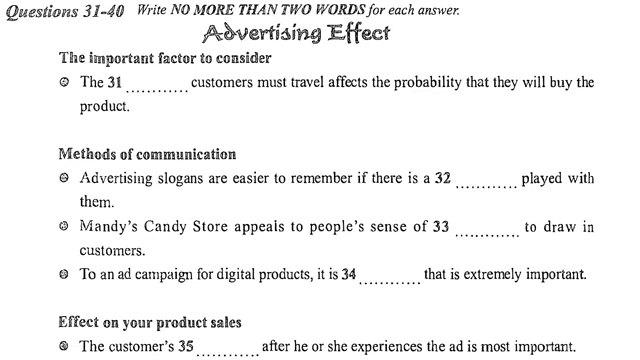 Questions 31-40 Write NO MORE THAN TWO WORDS for each answer.
Advertising Effect
The important factor to consider
The 31 ............ customers must travel affects the probability that they will buy the
product.
Methods of communication
Advertising slogans are easier to remember if there is a 32 ............ played with
them.
Mandy's Candy Store appeals to people's sense of 33 ............ to draw in
customers.
To an ad campaign for digital products, it is 34 ............ that is extremely important.
Effect on your product sales
The customer's 35 ............ after he or she experiences the ad is most important.